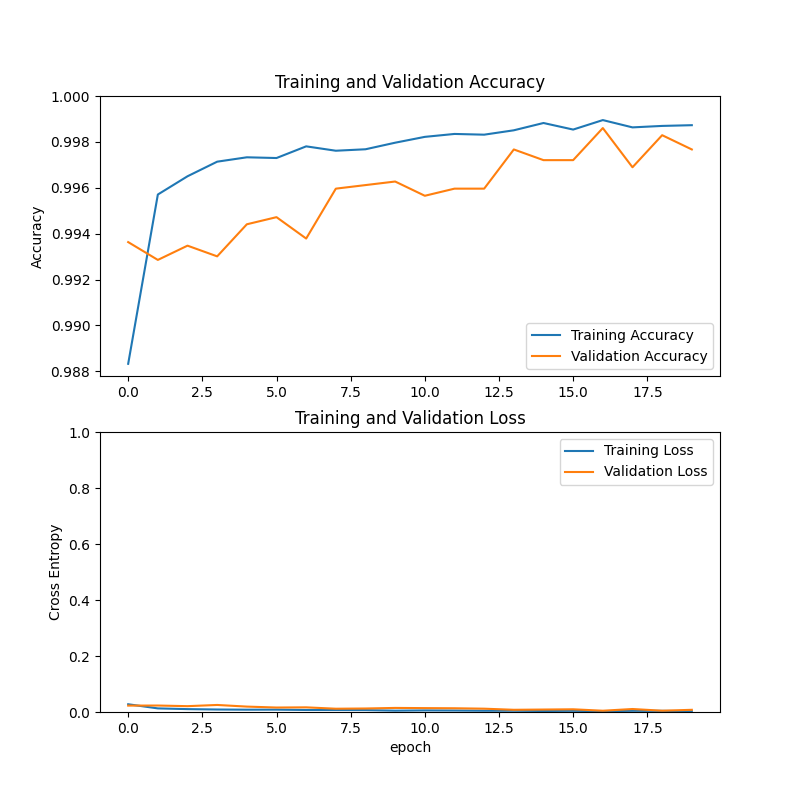 Training and Validation Accuracy
Accuracy
1.000
0.998
0.996
0.994
0.992
0.990
0.988
Training Accuracy
Validation Accuracy
0.0 2.5 5.0 7.5 10.0 12.5 15.0 17.5
Training and Validation Loss
Cross Entropy
1.0
0.8
0.6
0.4
0.2
0.0
Training Loss
Validation Loss
0.0 2.5 5.0 7.5 10.0 12.5 15.0 17.5
epoch